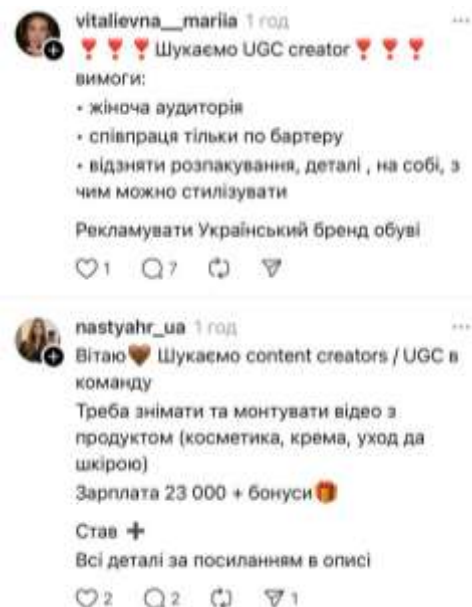 vitalievna__mariia 1 год
❣️❣️❣️Шукаємо UGC creator❣️❣️❣️
вимоги:
• жіноча аудиторія
• співпраця тільки по бартеру
• відзняти розпакування, деталі , на собі, з
чим можно стилізувати
Рекламувати Український бренд обуві
1 7
nastyahr_ua 1 год
Вітаю🤎 Шукаємо content creators / UGC в
команду
Треба знімати та монтувати відео з
продуктом (косметика, крема, уход да
шкірою)
Зарплата 23 000 + бонуси🎁
Став ➕
Всі деталі за посиланням в описі
2 2 1